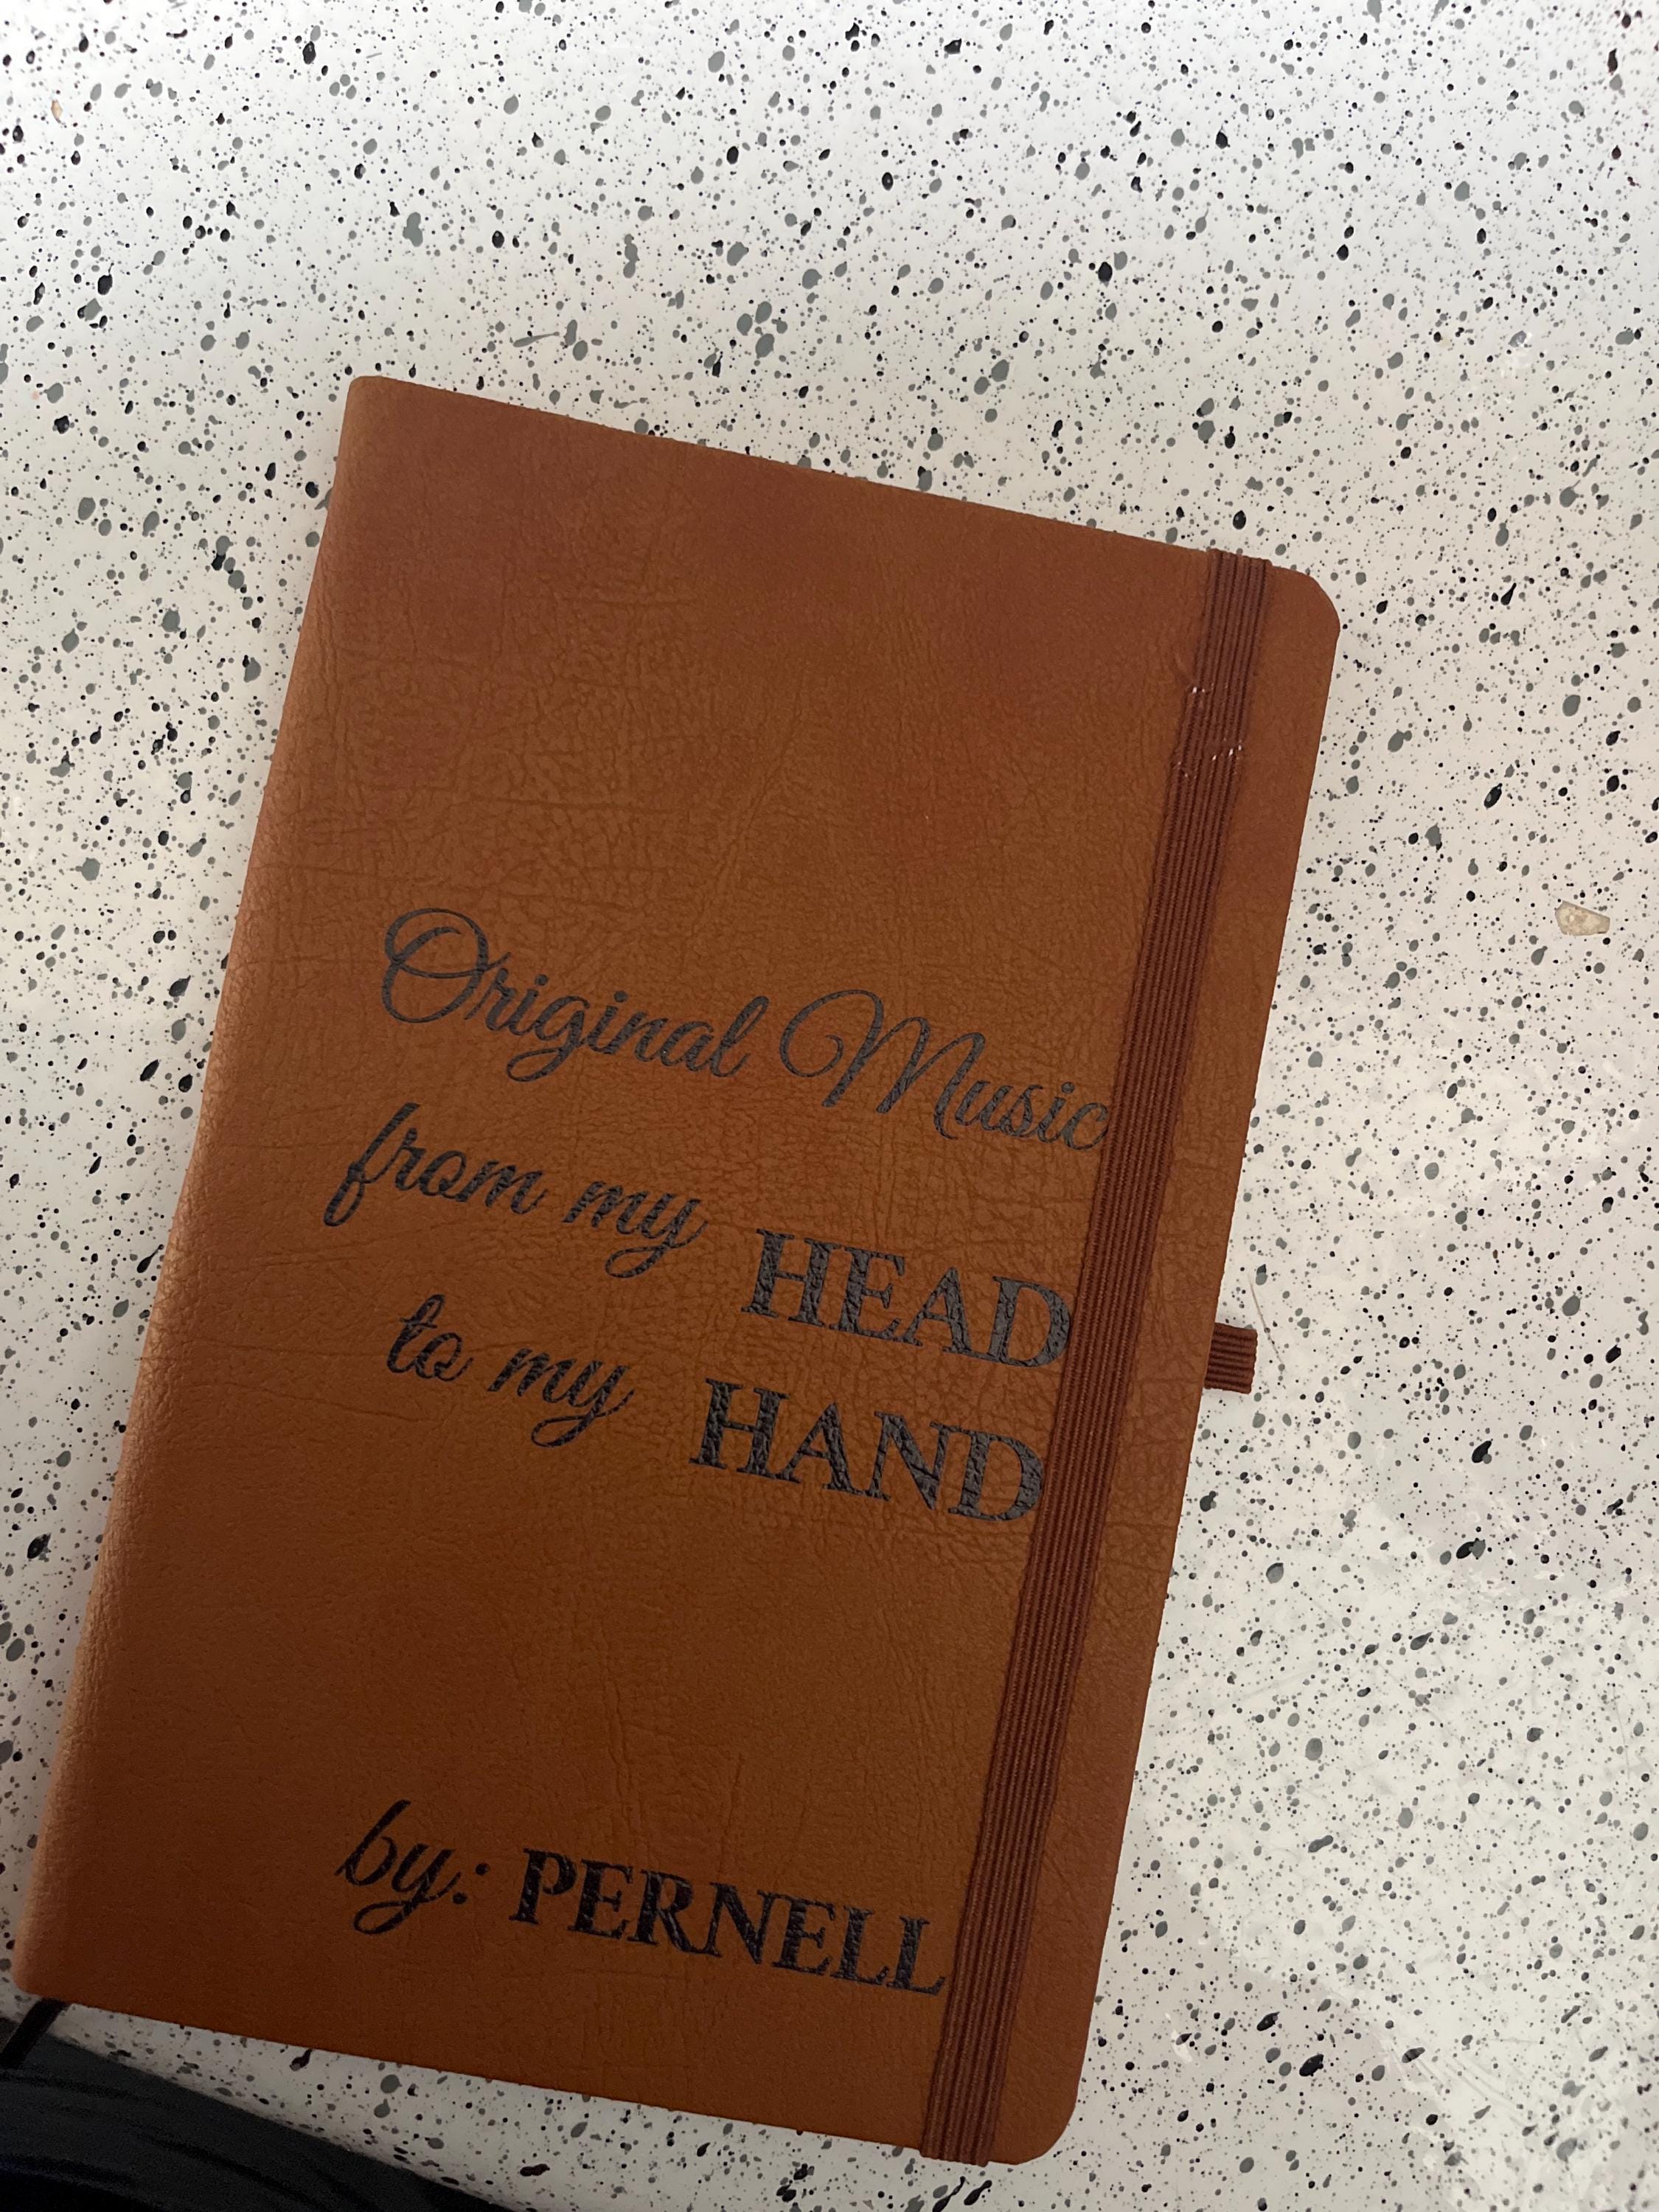 Original Music
from my HEAD
to my HAND
by: PERNELL